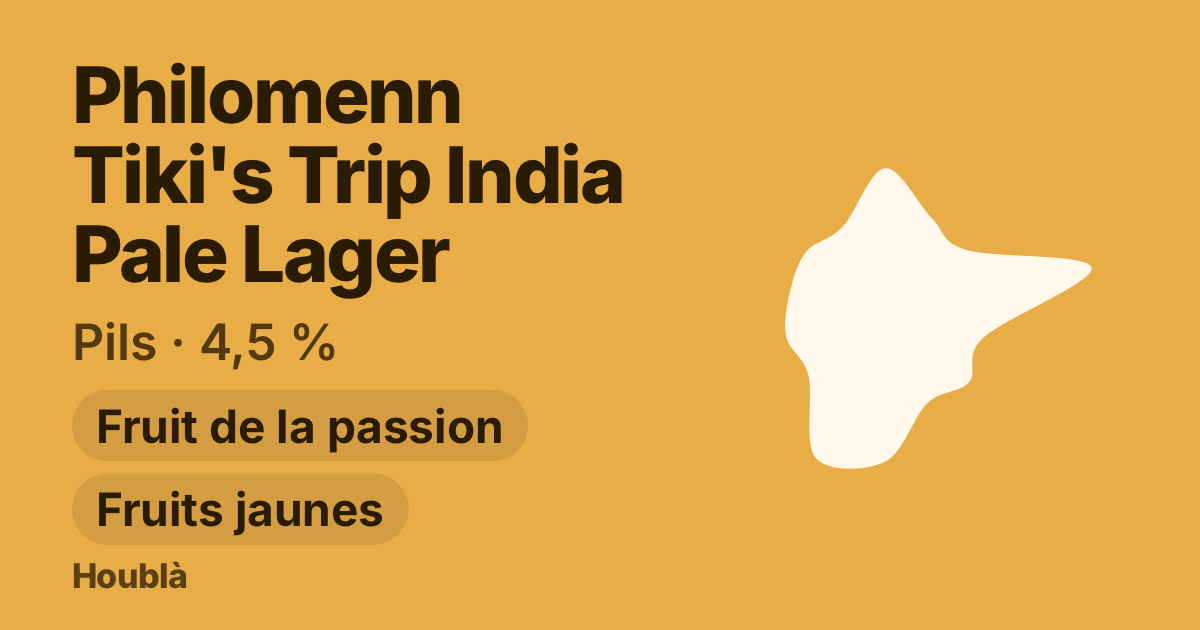 Philomenn
Tiki's Trip India
Pale Lager
Pils · 4,5 %
Fruit de la passion
Fruits jaunes
Houblà